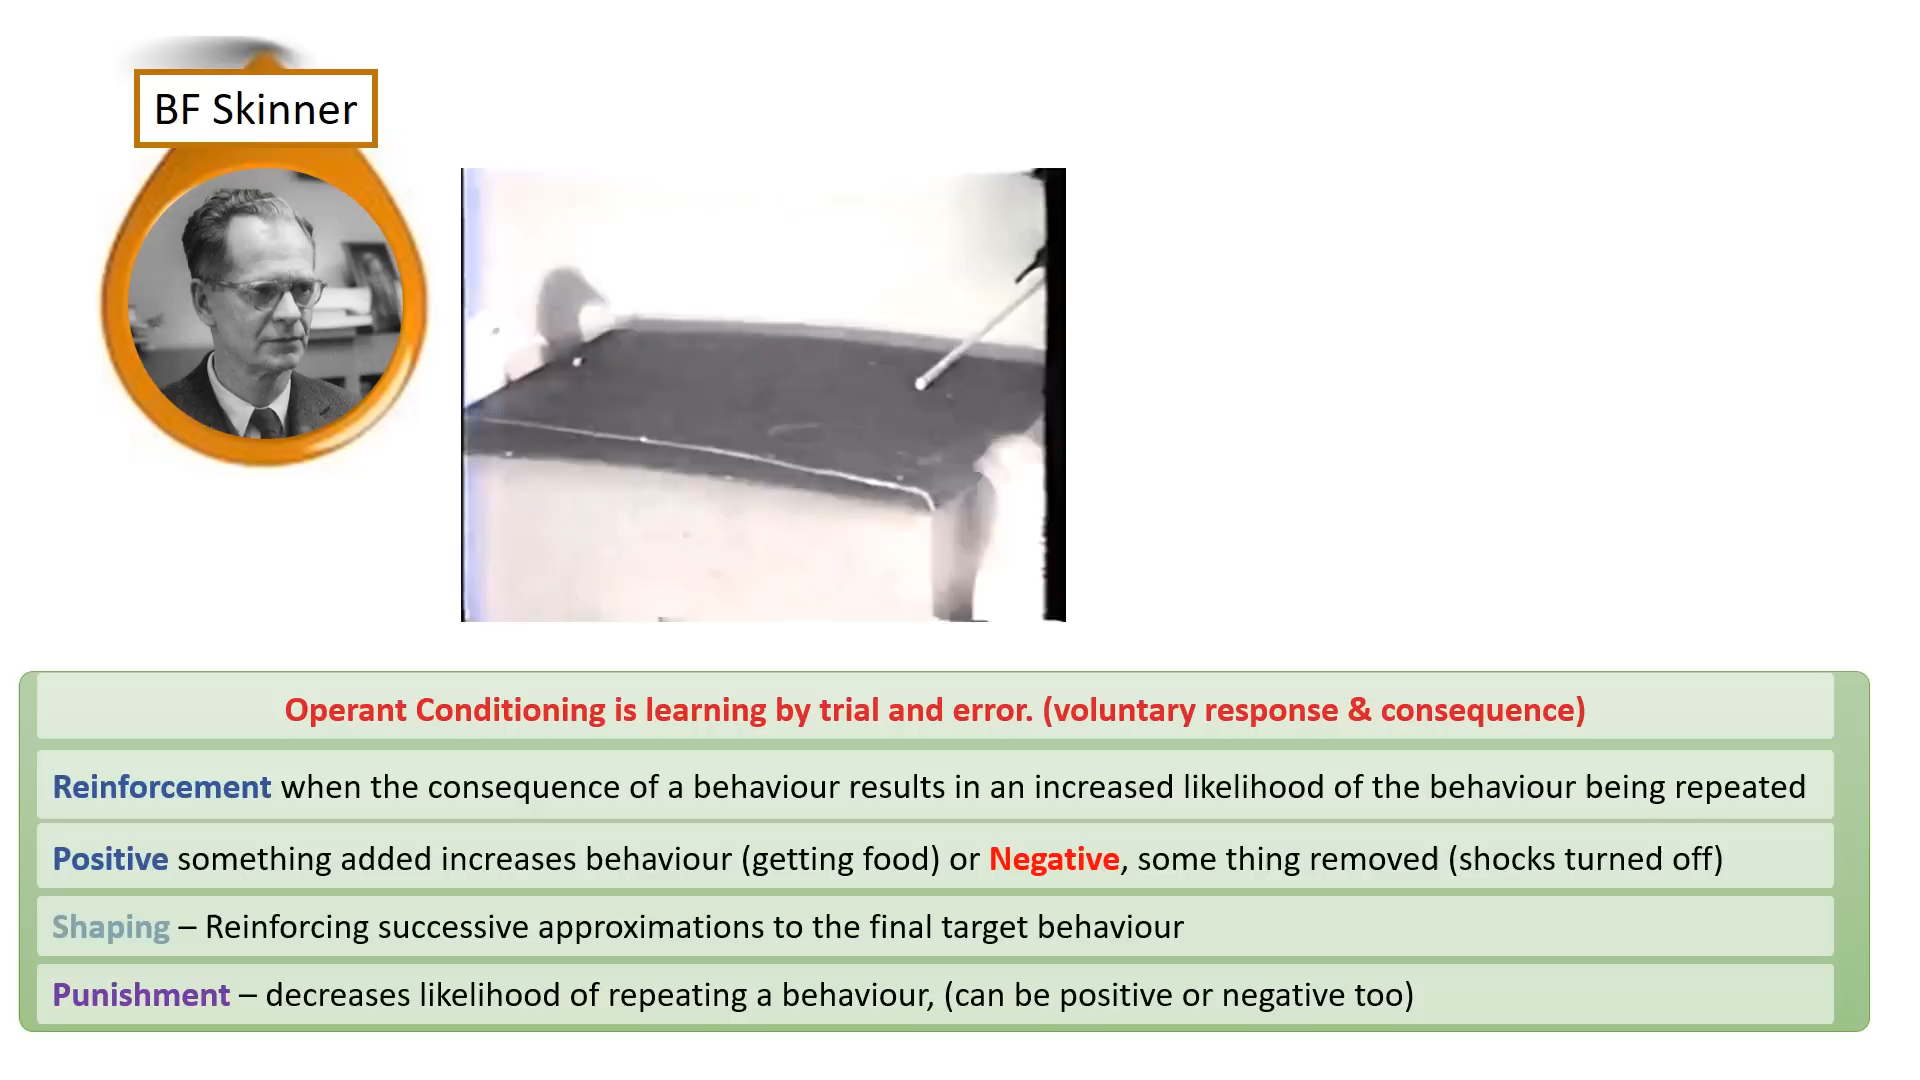 BF Skinner
Operant Conditioning is learning by trial and error. (voluntary response & consequence)
Reinforcement when the consequence of a behaviour results in an increased likelihood of the behaviour being repeated
Positive something added increases behaviour (getting food) or Negative, some thing removed (shocks turned off)
Shaping – Reinforcing successive approximations to the final target behaviour
Punishment – decreases likelihood of repeating a behaviour, (can be positive or negative too)